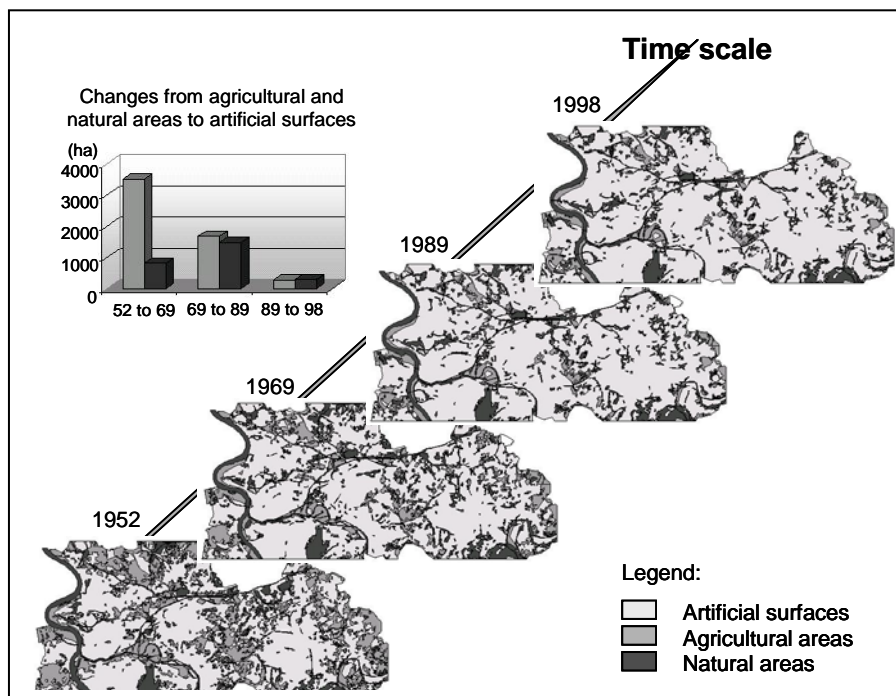 Time scale
Changes from agricultural and
natural areas to artificial surfaces
(ha)
4000
3000
2000
1000
0
52 to 69
69 to 89
89 to 98
1998
1989
1969
1952
Legend:
Artificial surfaces
Agricultural areas
Natural areas